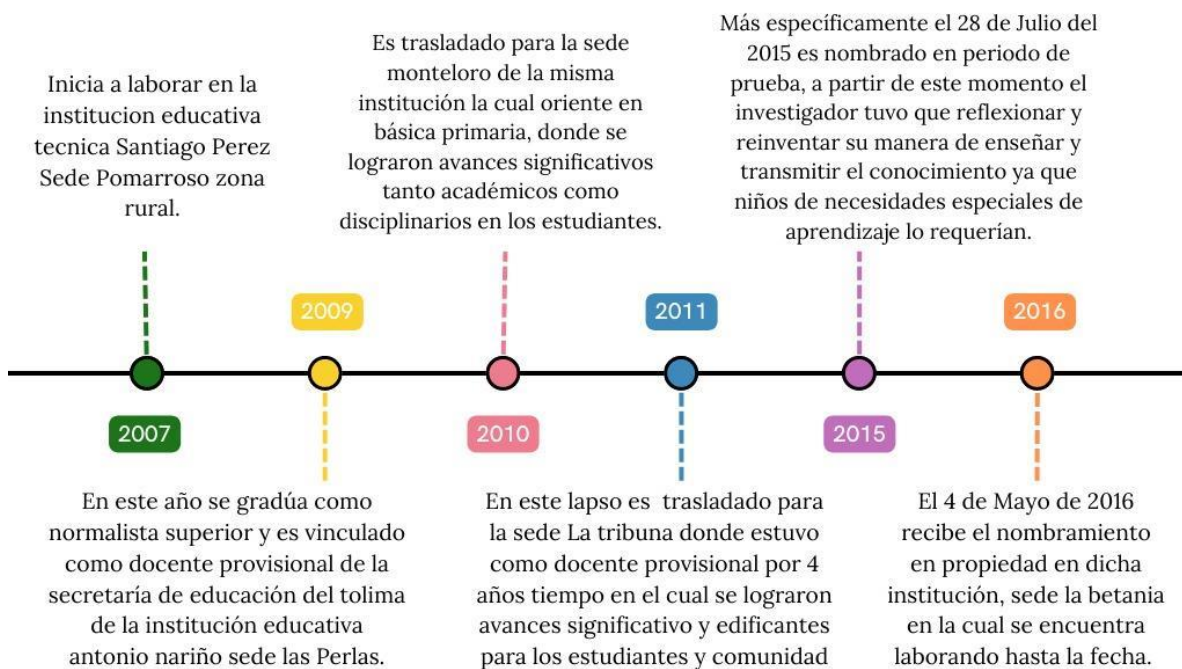 Inicia a laborar en la
institucion educativa
tecnica Santiago Perez
Sede Pomarroso zona
rural.
2007
2009
En este año se gradúa como
normalista superior y es vinculado
como docente provisional de la
secretaría de educación del tolima
de la institución educativa
antonio nariño sede las Perlas.
Es trasladado para la sede
monteloro de la misma
institución la cual oriente en
básica primaria, donde se
lograron avances significativos
tanto académicos como
disciplinarios en los estudiantes.
2010
2011
En este lapso es trasladado para
la sede La tribuna donde estuvo
como docente provisional por 4
años tiempo en el cual se lograron
avances significativo y edificantes
para los estudiantes y comunidad
Más específicamente el 28 de Julio del
2015 es nombrado en periodo de
prueba, a partir de este momento el
investigador tuvo que reflexionar y
reinventar su manera de enseñar y
transmitir el conocimiento ya que
niños de necesidades especiales de
aprendizaje lo requerían.
2015
2016
El 4 de Mayo de 2016
recibe el nombramiento
en propiedad en dicha
institución, sede la betania
en la cual se encuentra
laborando hasta la fecha.